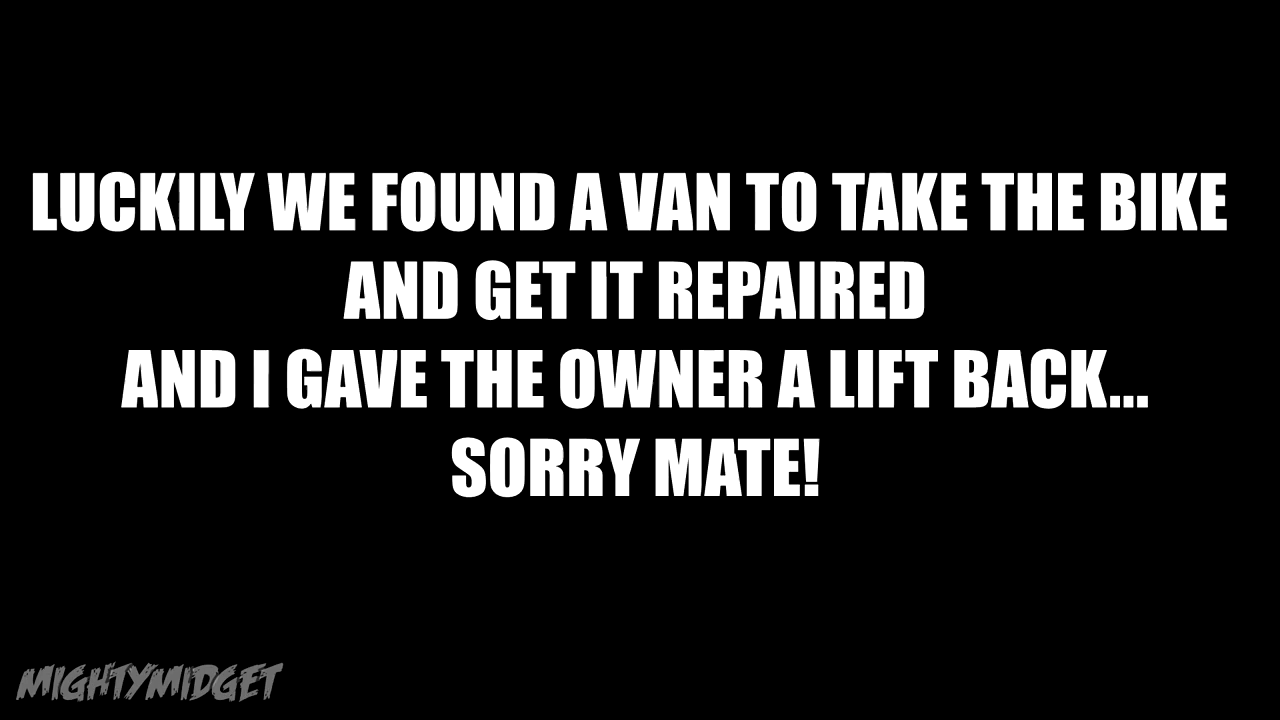 LUCKILY WE FOUND A VAN TO TAKE THE BIKE
AND GET IT REPAIRED
AND I GAVE THE OWNER A LIFT BACK...
SORRY MATE!
MIGHTYMIDGET